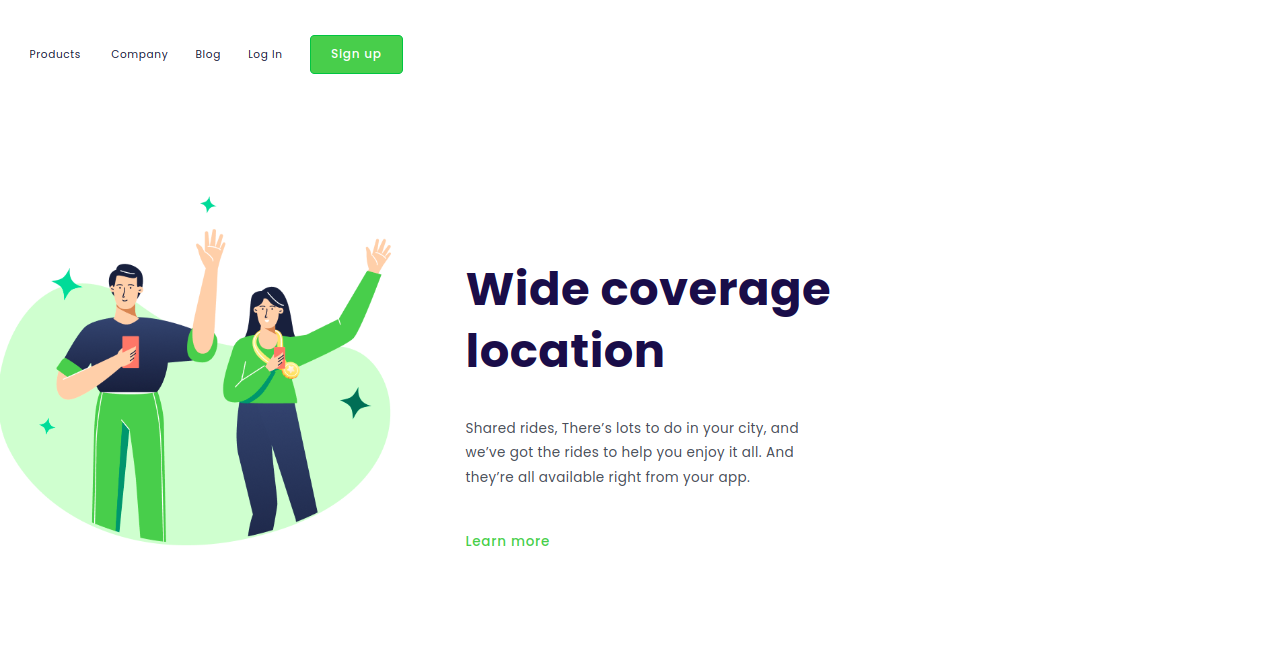 Products Company Blog Log In Sign up
Wide coverage
location
Shared rides, There’s lots to do in your city, and
we’ve got the rides to help you enjoy it all. And
they’re all available right from your app.
Learn more